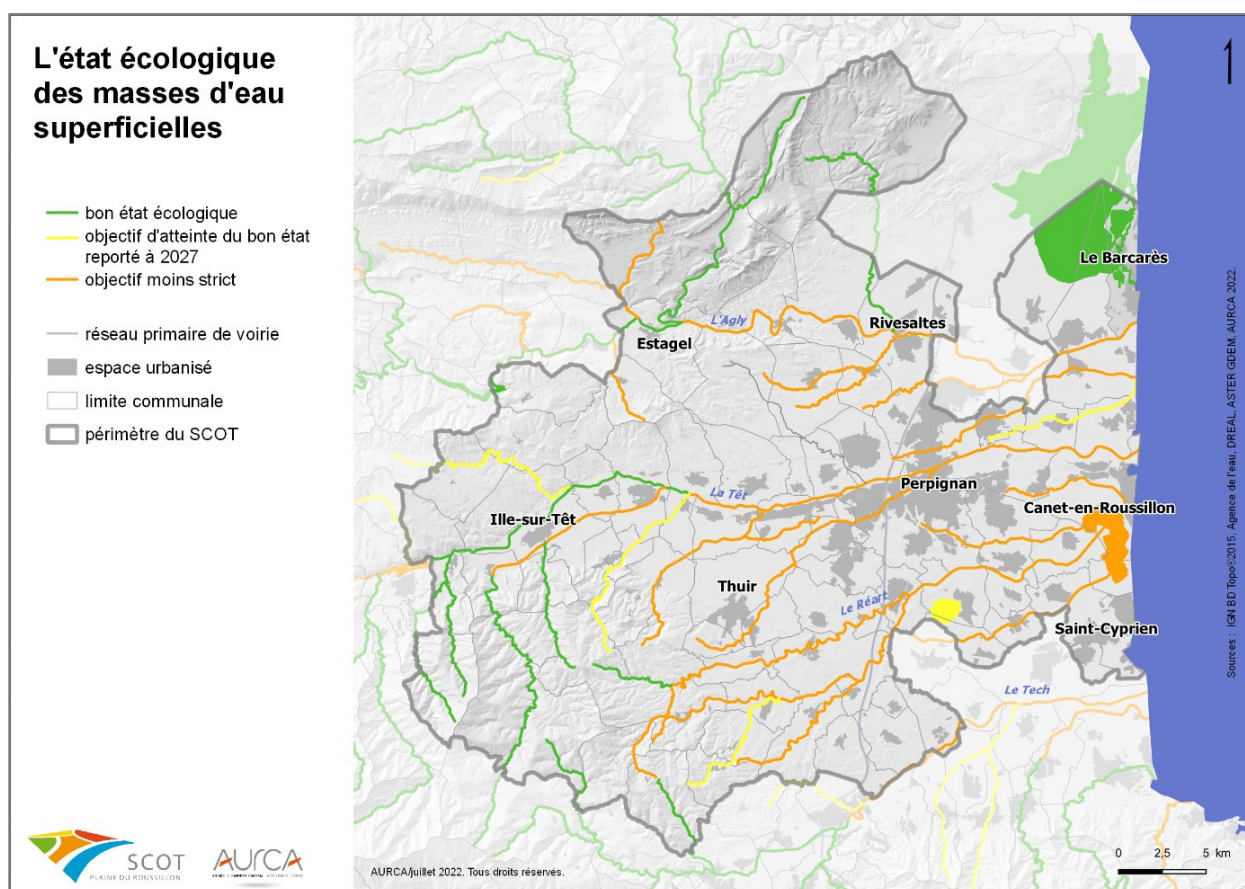 L'état écologique
des masses d'eau
superficielles
bon état écologique
objectif d'atteinte du bon état
reporté à 2027
objectif moins strict
réseau primaire de voirie
espace urbanisé
limite communale
périmètre du SCOT
Le Barcarès
L'Agly
Rivesaltes
Estagel
La Têt
Perpignan
Ille-sur-Têt
Canet-en-Roussillon
Thuir
Le Réart
Saint-Cyprien
Le Tech
Sources : IGN BD Topo©2015, Agence de l'eau, DREAL, ASTER GDEM, AURCA 2022.
0 2,5 5 km
SCOT
PLAINE DU ROUSSILLON
AURCA
AURCA/juillet 2022. Tous droits réservés.